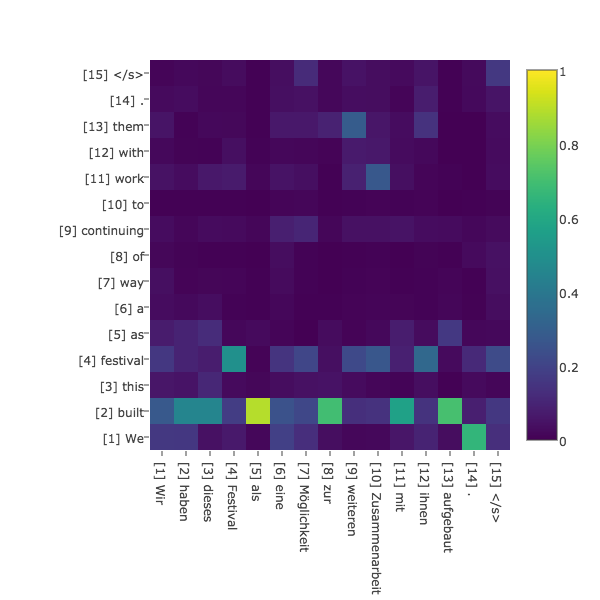 [15] </s>
[14] .
[13] them
[12] with
[11] work
[10] to
[9] continuing
[8] of
[7] way
[6] a
[5] as
[4] festival
[3] this
[2] built
[1] We
1
0.8
0.6
0.4
0.2
0
[1] Wir
[2] haben
[3] dieses
[4] Festival
[5] als
[6] eine
[7] Möglichkeit
[8] zur
[9] weiteren
[10] Zusammenarbeit
[11] mit
[12] ihnen
[13] aufgebaut
[14] .
[15] </s>